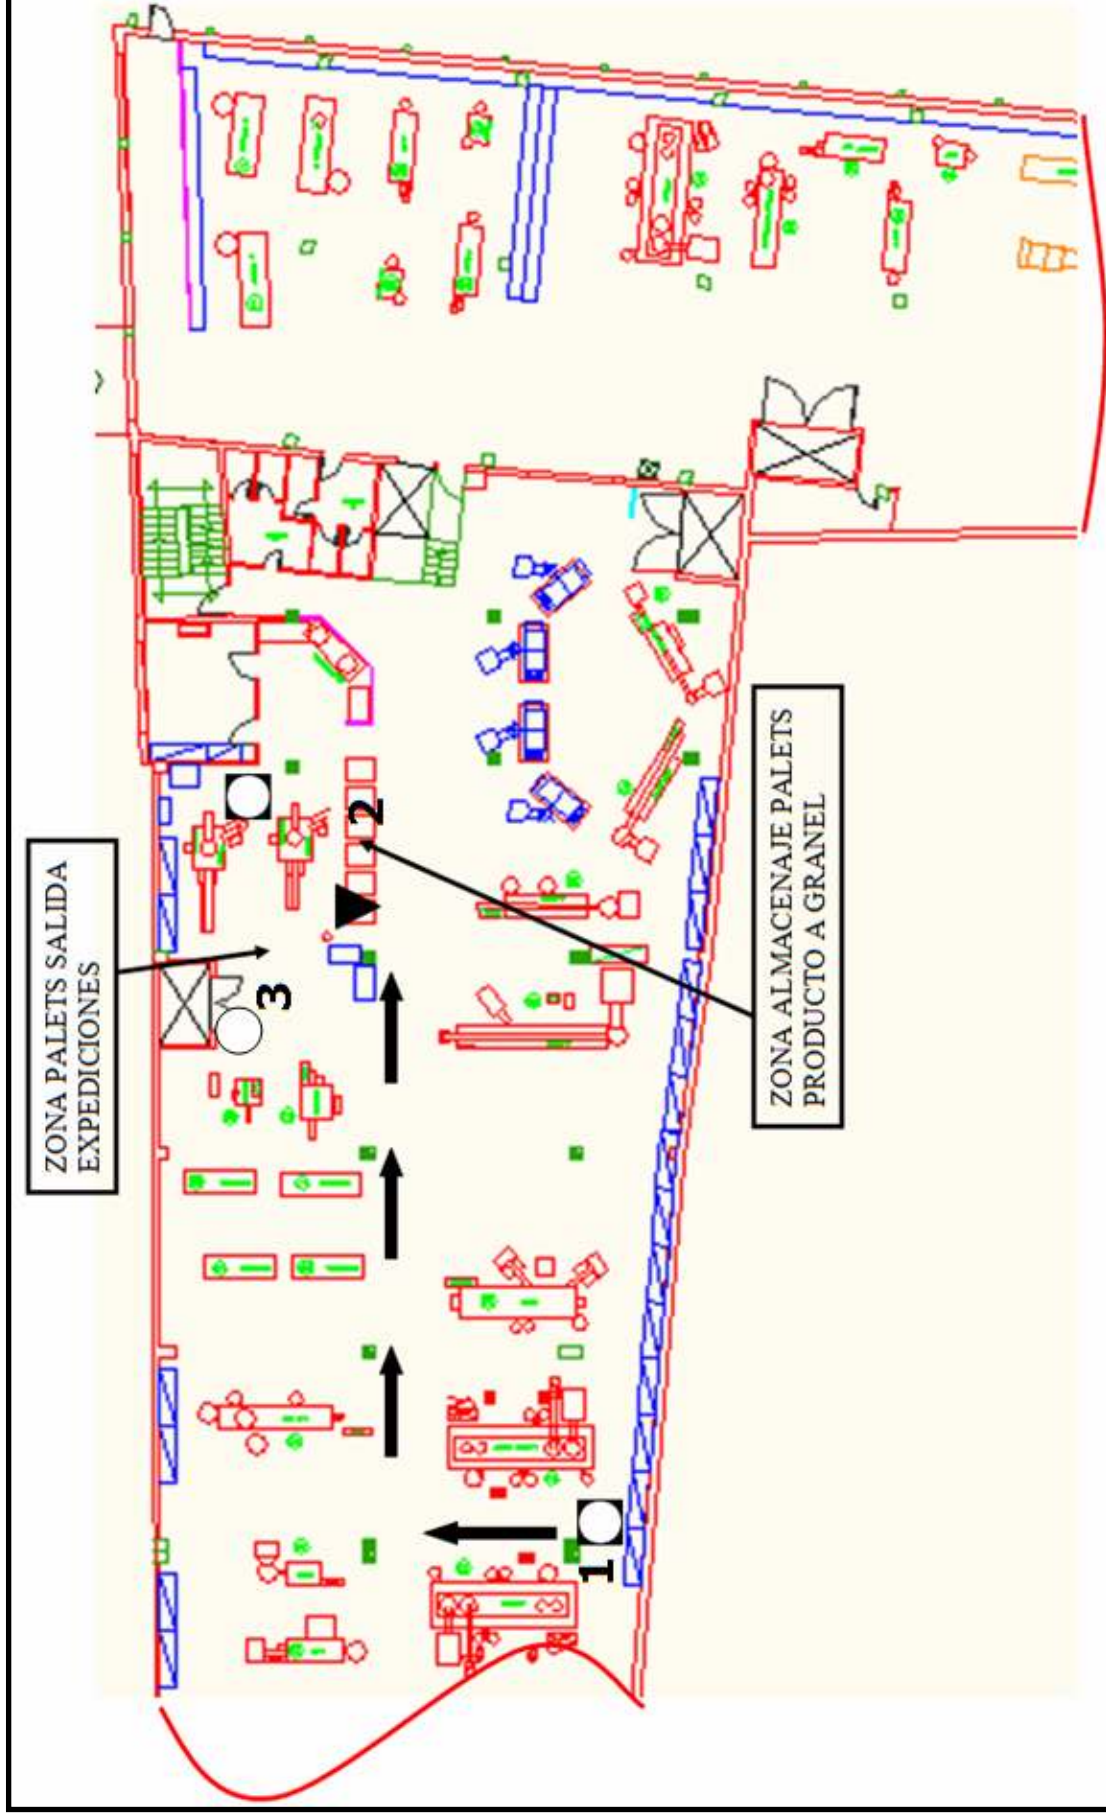 ZONA PALETS SALIDA
EXPEDICIONES
3
2
1
ZONA ALMACENAJE PALETS
PRODUCTO A GRANEL